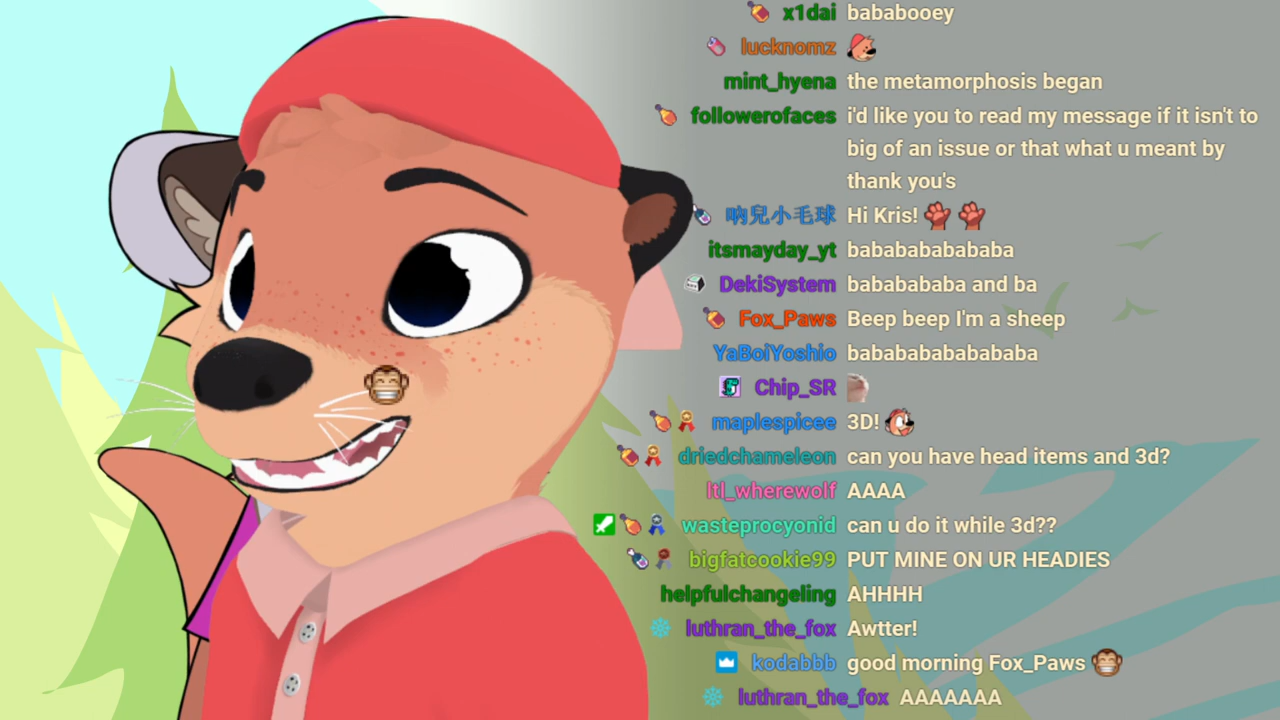 x1dai bababooey
lucknomz
mint_hyena the metamorphosis began
followerofaces i'd like you to read my message if it isn't to
big of an issue or that what u meant by
thank you's
吶兒小毛球 Hi Kris!
itsmayday_yt babababababa
DekiSystem babababa and ba
Fox_Paws Beep beep I'm a sheep
YaBoiYoshio bababababababa
Chip_SR
maplespicee 3D!
driedchameleon can you have head items and 3d?
ltl_wherewolf AAAA
wasteprocyonid can u do it while 3d??
bigfatcookie99 PUT MINE ON UR HEADIES
helpfulchangeling AHHHH
luthran_the_fox Awtter!
kodabbb good morning Fox_Paws
luthran_the_fox AAAAAAA